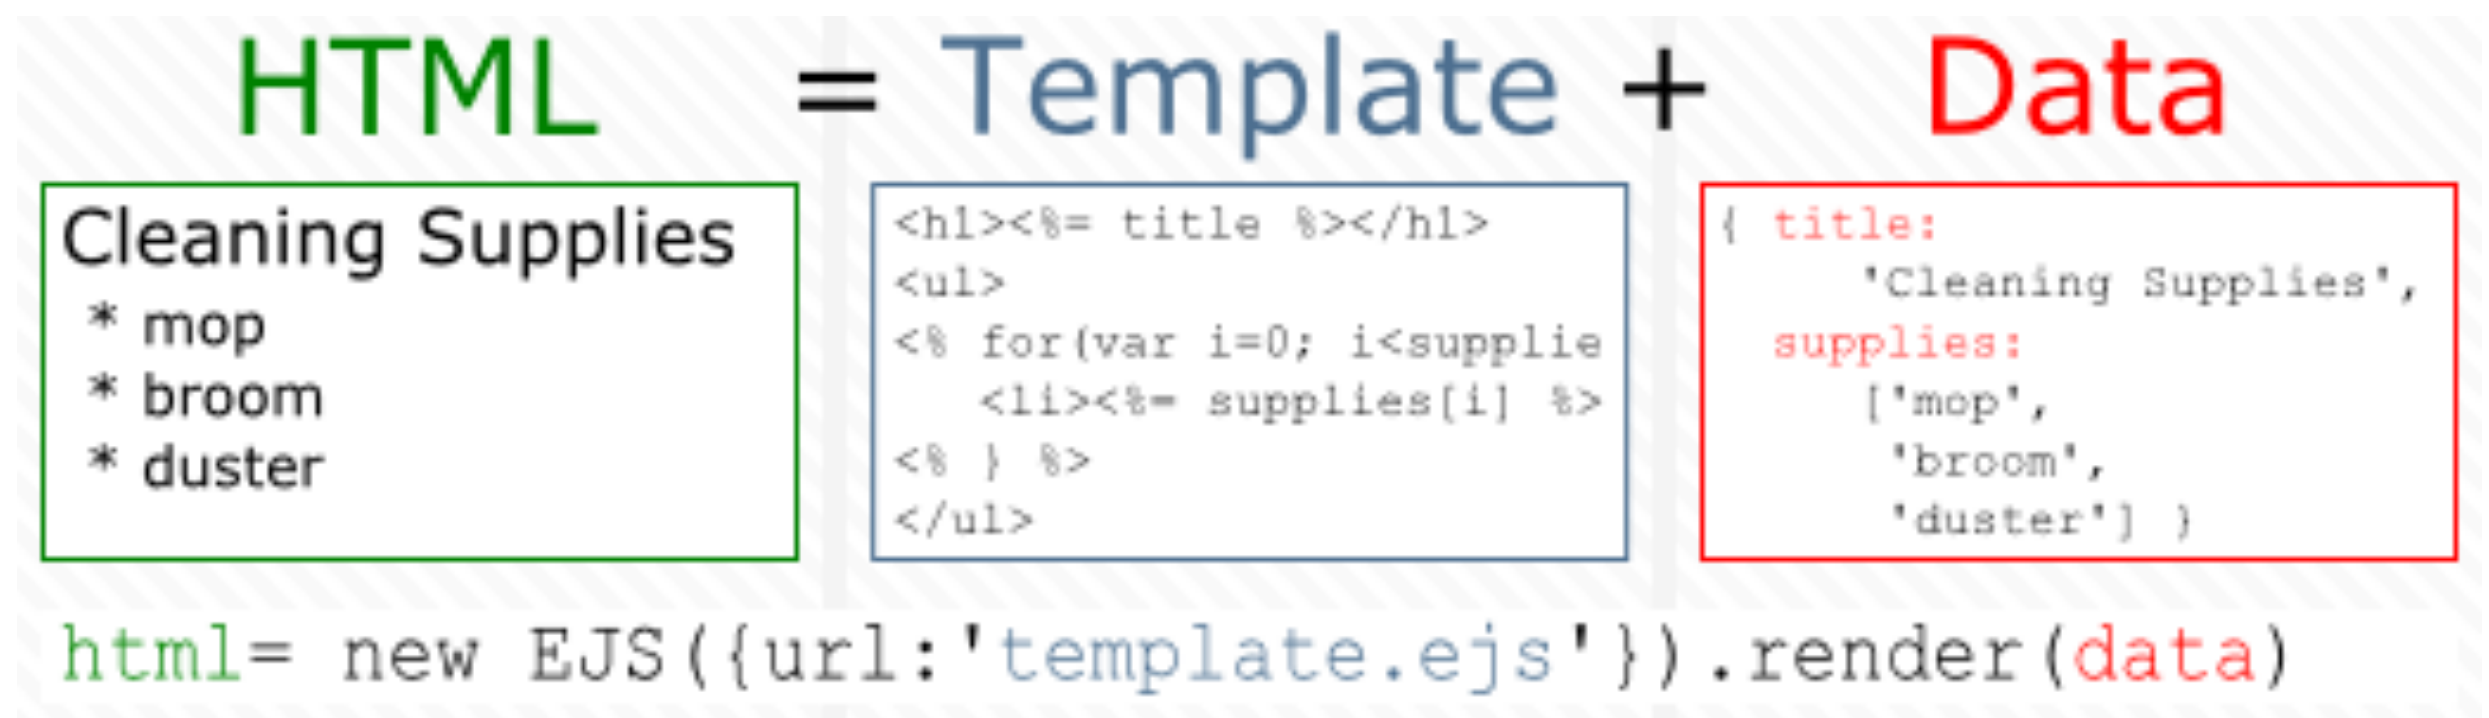 HTML = Template + Data
Cleaning Supplies
* mop
* broom
* duster
<h1><%= title %></h1>
<ul>
<% for(var i=0; i<supplie
<li><%= supplies[i] %>
<% } %>
</ul>
{ title:
'Cleaning Supplies',
supplies:
['mop',
'broom',
'duster'] }
html= new EJS({url:'template.ejs'}).render(data)